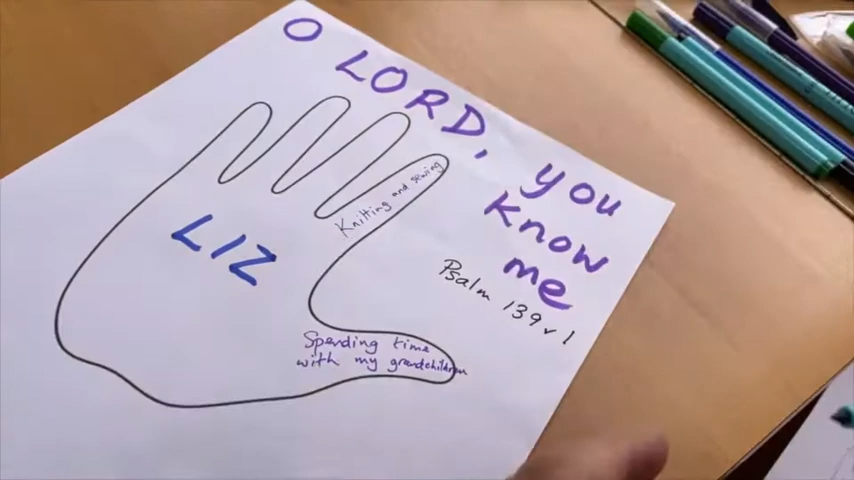 O LORD, you
know
me
Psalm 139 v 1
Knitting and sewing
LIZ
Spending time
with my grandchildren